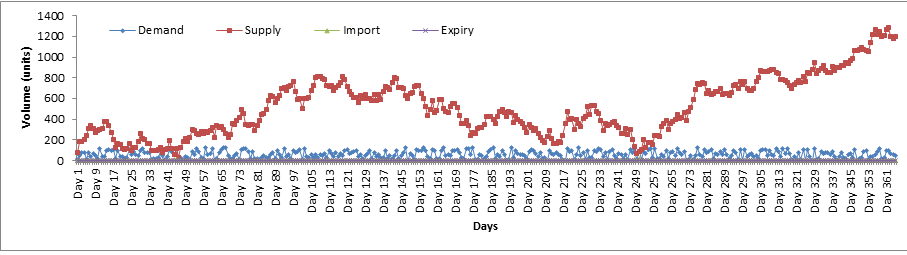 1400
1200
1000
800
600
400
200
0
Volume (units)
Demand Supply Import Expiry
Day 1 Day 9 Day 17 Day 25 Day 33 Day 41 Day 49 Day 57 Day 65 Day 73 Day 81 Day 89 Day 97 Day 105 Day 113 Day 121 Day 129 Day 137 Day 145 Day 153 Day 161 Day 169 Day 177 Day 185 Day 193 Day 201 Day 209 Day 217 Day 225 Day 233 Day 241 Day 249 Day 257 Day 265 Day 273 Day 281 Day 289 Day 297 Day 305 Day 313 Day 321 Day 329 Day 337 Day 345 Day 353 Day 361
Days